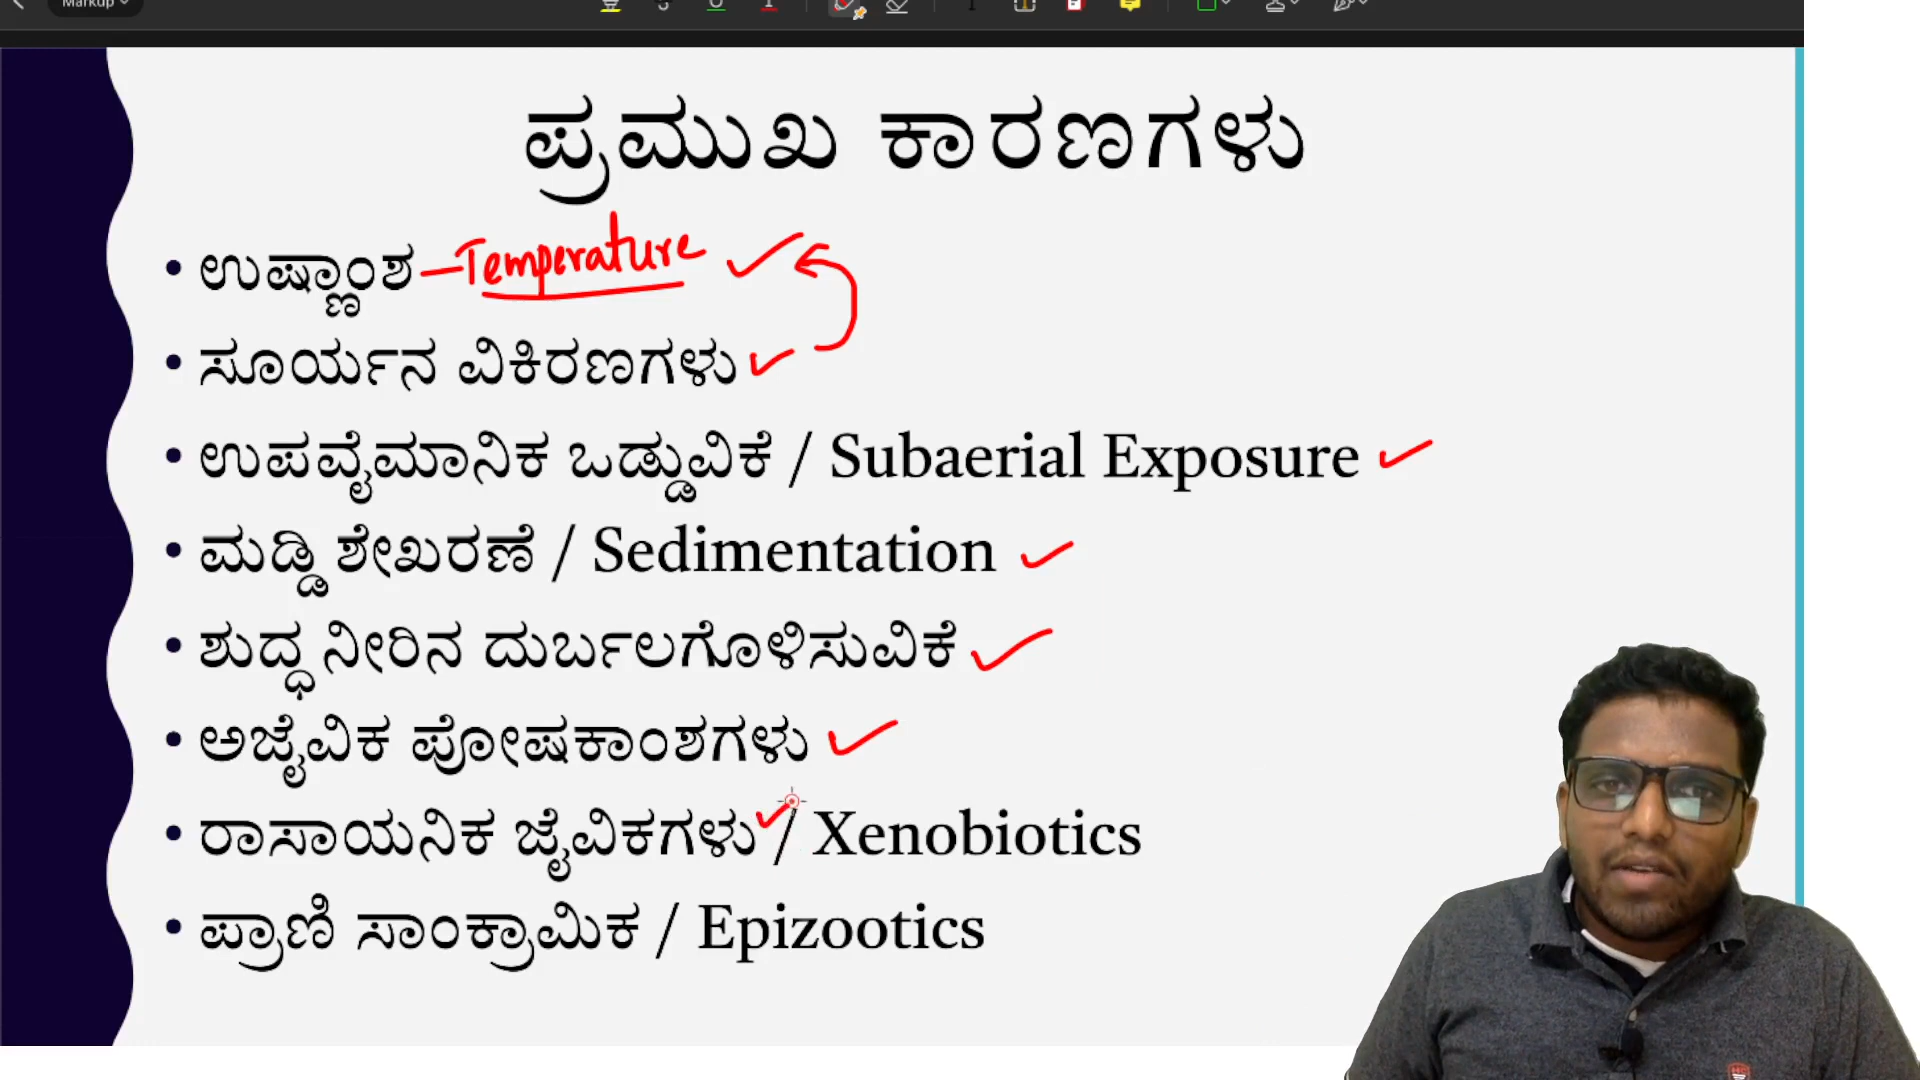 Markup
ಪ್ರಮುಖ ಕಾರಣಗಳು
• ಉಷ್ಣಾಂಶ – Temperature
• ಸೂರ್ಯನ ವಿಕಿರಣಗಳು
• ಉಪವೈಮಾನಿಕ ಒಡ್ಡುವಿಕೆ / Subaerial Exposure
• ಮಡ್ಡಿ ಶೇಖರಣೆ / Sedimentation
• ಶುದ್ಧ ನೀರಿನ ದುರ್ಬಲಗೊಳಿಸುವಿಕೆ
• ಅಜೈವಿಕ ಪೋಷಕಾಂಶಗಳು
• ರಾಸಾಯನಿಕ ಜೈವಿಕಗಳು / Xenobiotics
• ಪ್ರಾಣಿ ಸಾಂಕ್ರಾಮಿಕ / Epizootics